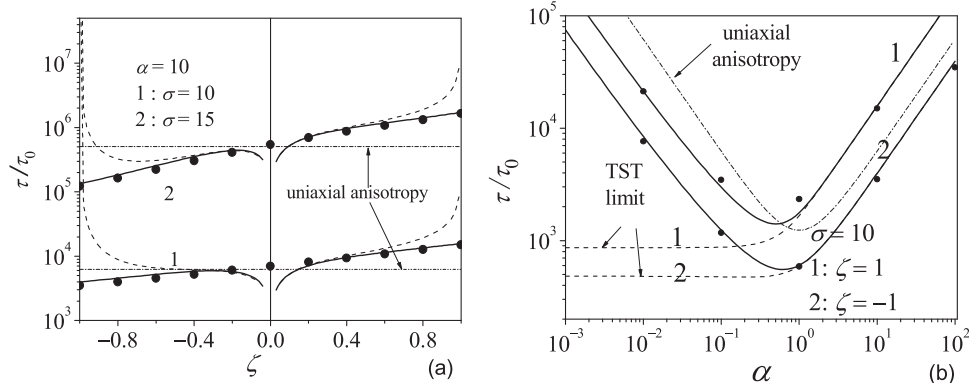 τ/τ₀
10⁷
10⁶
10⁵
10⁴
10³
α = 10
1 : σ = 10
2 : σ = 15
2
uniaxial anisotropy
1
-0.8 -0.4 0.0 0.4 0.8
ζ
(a)
τ/τ₀
10⁵
10⁴
10³
uniaxial
anisotropy
1
2
TST
limit
1
2
σ = 10
1: ζ = 1
2: ζ = −1
10⁻³ 10⁻² 10⁻¹ 10⁰ 10¹ 10²
α
(b)